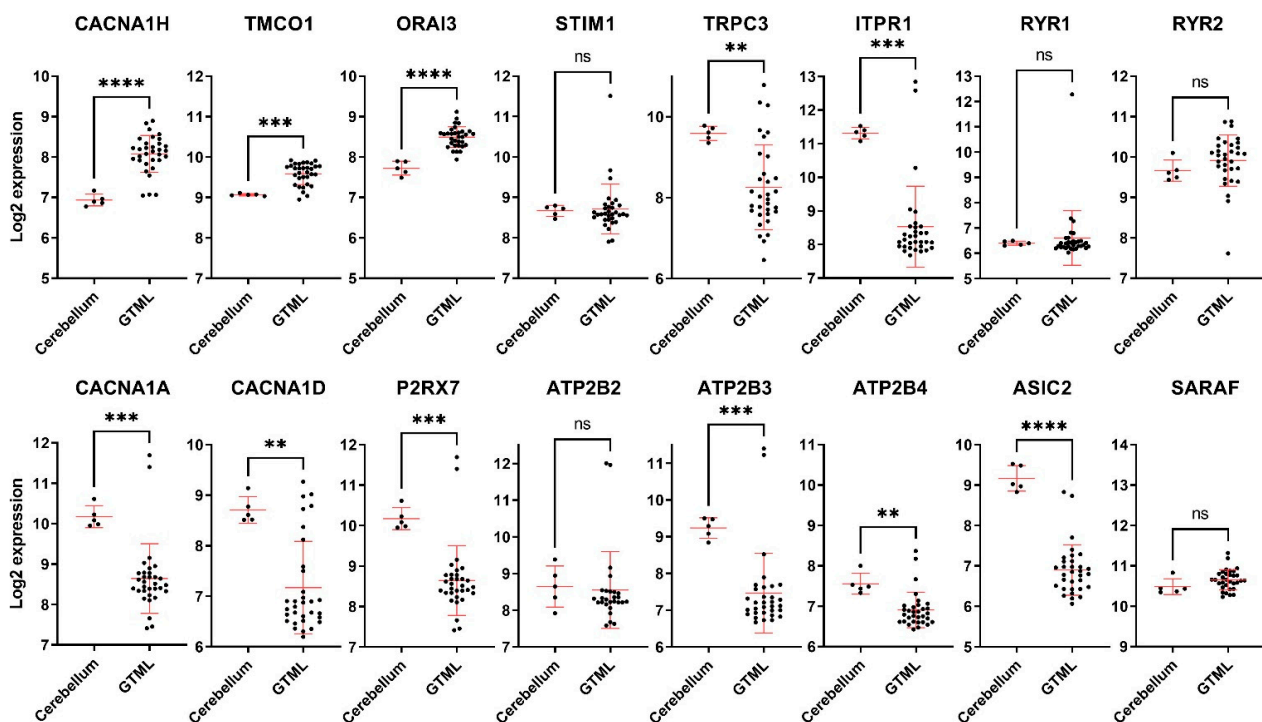 CACNA1H TMCO1 ORAI3 STIM1 TRPC3 ITPR1 RYR1 RYR2
**** *** **** ns ** *** ns ns
Log2 expression
10 9 8 7 6 5
12 11 10 9 8 7
10 9 8 7 6 5
12 11 10 9 8 7
10 8 6
13 12 11 10 9 8 7
13 12 11 10 9 8 7 6 5
12 11 10 9 8 7
Cerebellum GTML Cerebellum GTML Cerebellum GTML Cerebellum GTML Cerebellum GTML Cerebellum GTML Cerebellum GTML Cerebellum GTML
CACNA1A CACNA1D P2RX7 ATP2B2 ATP2B3 ATP2B4 ASIC2 SARAF
*** ** *** ns *** ** **** ns
Log2 expression
12 11 10 9 8 7
10 9 8 7 6
12 11 10 9 8 7
12 11 10 9 8 7
11 10 9 8 7 6
10 9 8 7 6
10 9 8 7 6 5
14 13 12 11 10 9
Cerebellum GTML Cerebellum GTML Cerebellum GTML Cerebellum GTML Cerebellum GTML Cerebellum GTML Cerebellum GTML Cerebellum GTML